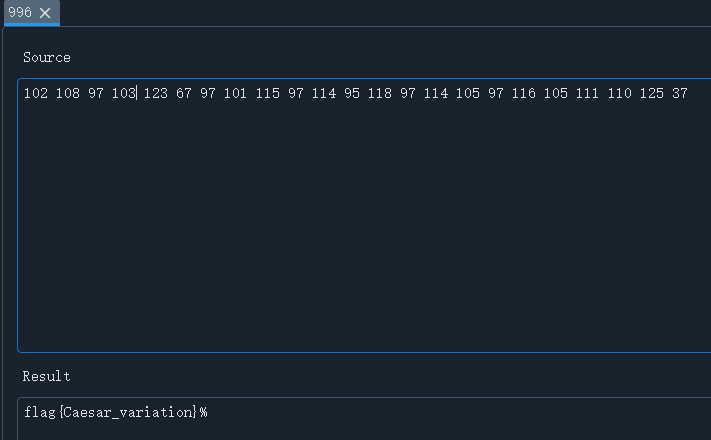 996
Source
102 108 97 103 123 67 97 101 115 97 114 95 118 97 114 105 97 116 105 111 110 125 37
Result
flag{Caesar_variation}%